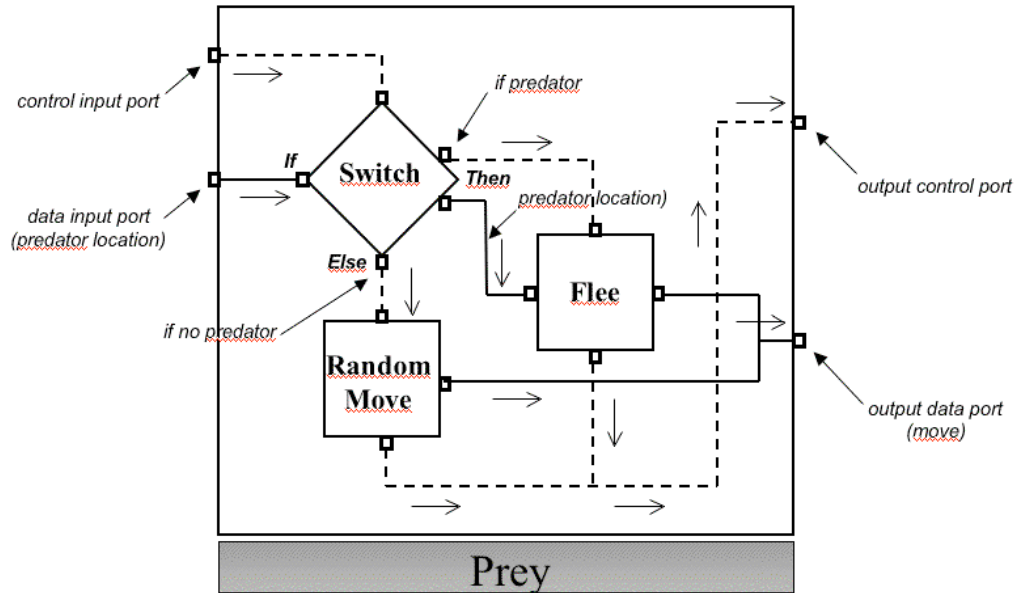 control input port
if predator
If
Switch
Then
output control port
data input port
(predator location)
predator location)
Else
Flee
if no predator
Random
Move
output data port
(move)
Prey